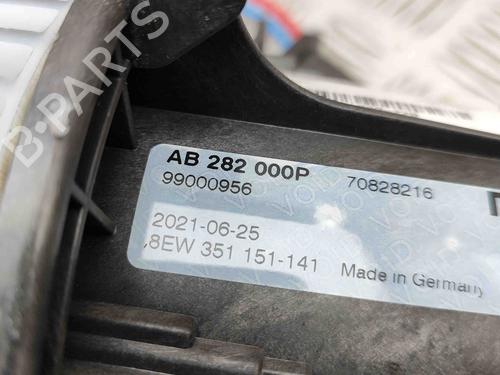 B-PARTS
AB 282 000P 70828216
99000956
2021-06-25
8EW 351 151-141 Made in Germany